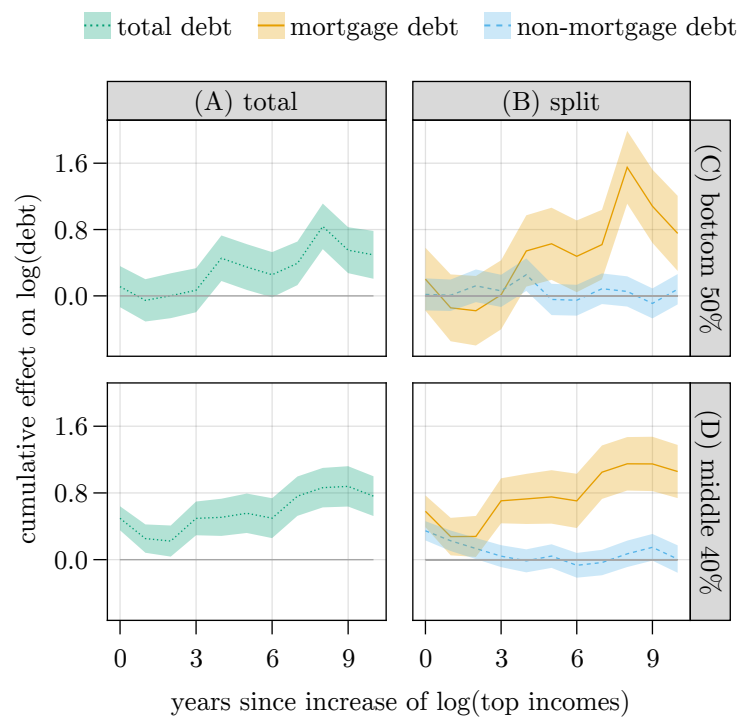 total debt mortgage debt non-mortgage debt
(A) total (B) split
cumulative effect on log(debt)
1.6
0.8
0.0
(C) bottom 50%
1.6
0.8
0.0
(D) middle 40%
0 3 6 9 0 3 6 9
years since increase of log(top incomes)